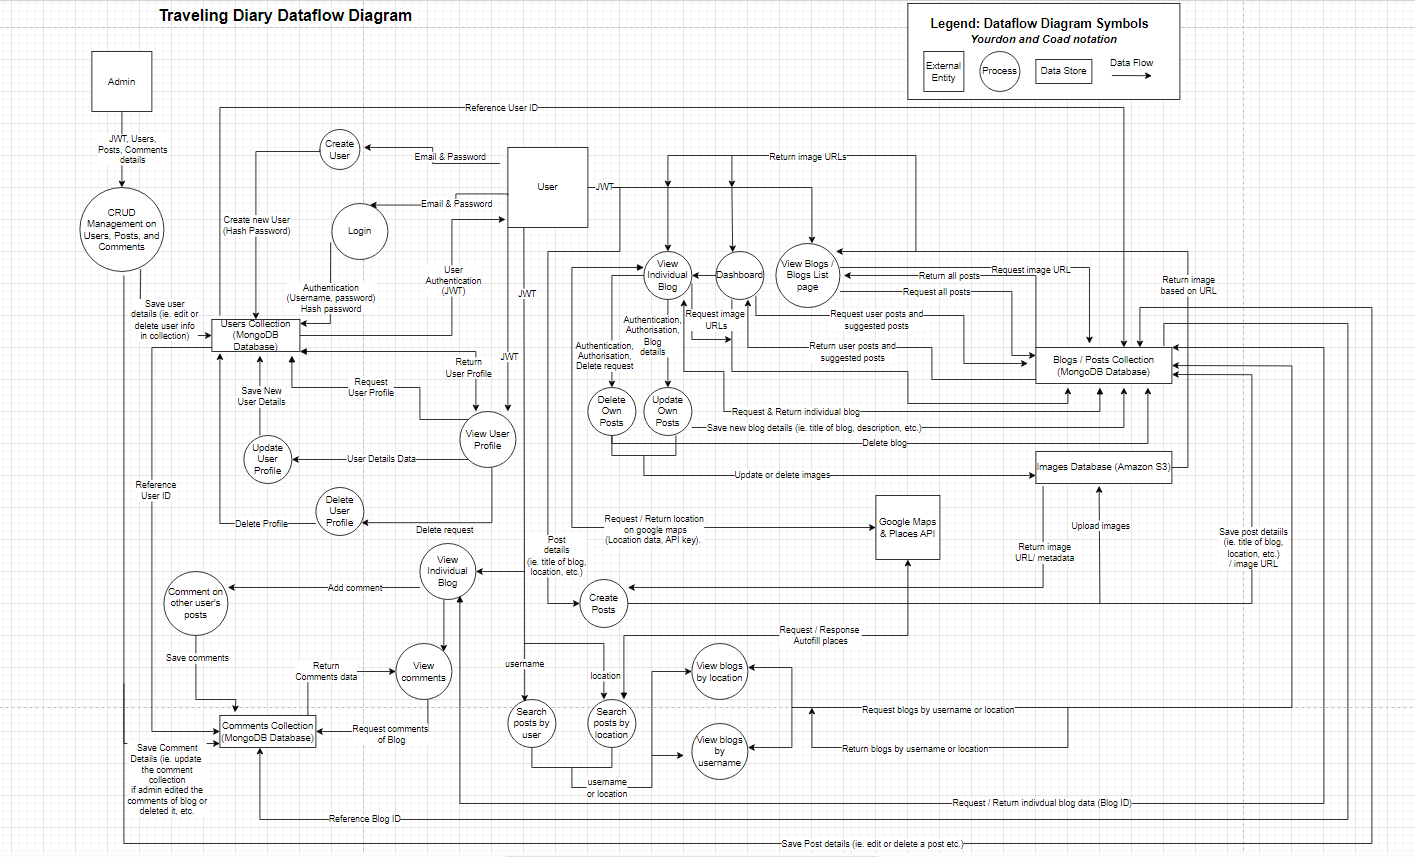 Traveling Diary Dataflow Diagram
Legend: Dataflow Diagram Symbols
Yourdon and Coad notation
External
Entity
Process
Data Store
Data Flow
Admin
JWT, Users,
Posts, Comments
details
CRUD
Management on
Users, Posts, and
Comments
Save user
details (ie. edit or
delete user info
in collection)
Reference User ID
Create
User
Email & Password
User
JWT
Email & Password
Login
Create new User
(Hash Password)
Authentication
(Username, password)
Hash password
User
Authentication
(JWT)
JWT
JWT
Users Collection
(MongoDB
Database)
Return
User Profile
Request
User Profile
Save New
User Details
View User
Profile
Update
User
Profile
User Details Data
Reference
User ID
Delete
User
Profile
Delete Profile
Delete request
Return image URLs
View
Individual
Blog
Dashboard
View Blogs /
Blogs List
page
Request image URL
Return all posts
Request all posts
Return image
based on URL
Request image
URLs
Request user posts and
suggested posts
Return user posts and
suggested posts
Authentication,
Authorisation,
Blog
details
Authentication,
Authorisation,
Delete request
Blogs / Posts Collection
(MongoDB Database)
Delete
Own
Posts
Update
Own
Posts
Request & Return individual blog
Save new blog details (ie. title of blog, description, etc.)
Delete blog
Update or delete images
Images Database (Amazon S3)
Request / Return location
on google maps
(Location data, API key).
Google Maps
& Places API
Upload images
Return image
URL/ metadata
Save post details
(ie. title of blog,
location, etc.)
/ image URL
Post
details
(ie. title of blog,
location, etc.)
Create
Posts
View
Individual
Blog
Add comment
Comment on
other user's
posts
Save comments
Return
Comments data
View
comments
Request comments
of Blog
Comments Collection
(MongoDB Database)
Save Comment
Details (ie. update
the comment
collection
if admin edited the
comments of blog or
deleted it, etc.
Request / Response
Autofill places
username
location
Search
posts by
user
Search
posts by
location
username
or location
View blogs
by location
View blogs
by
username
Request blogs by username or location
Return blogs by username or location
Request / Return indivdual blog data (Blog ID)
Reference Blog ID
Save Post details (ie. edit or delete a post etc.)